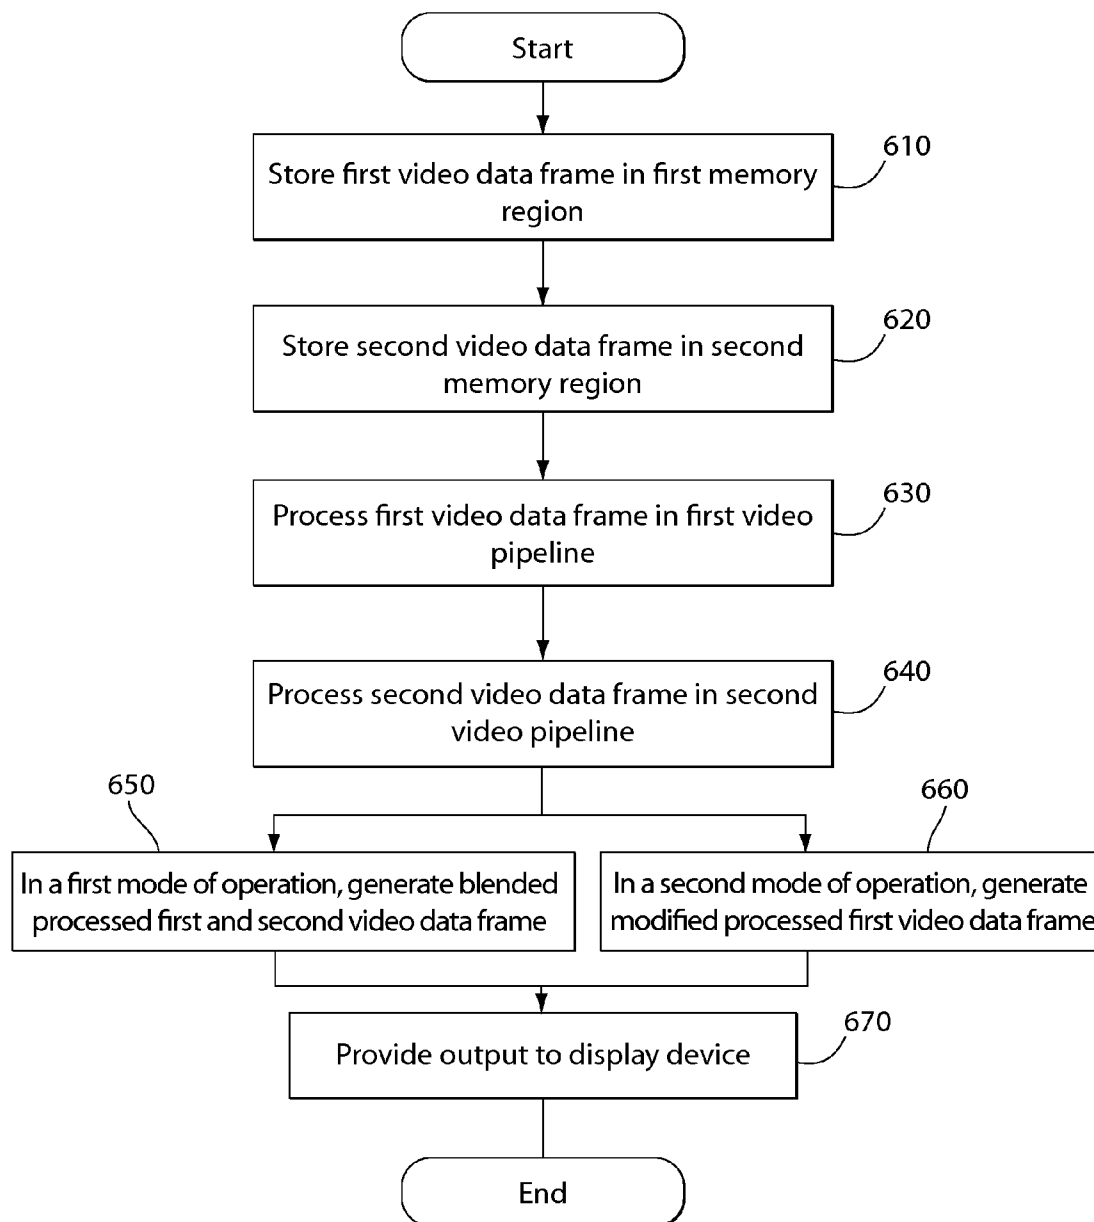 Start
610
Store first video data frame in first memory
region
620
Store second video data frame in second
memory region
630
Process first video data frame in first video
pipeline
640
Process second video data frame in second
video pipeline
650
In a first mode of operation, generate blended
processed first and second video data frame
660
In a second mode of operation, generate
modified processed first video data frame
670
Provide output to display device
End